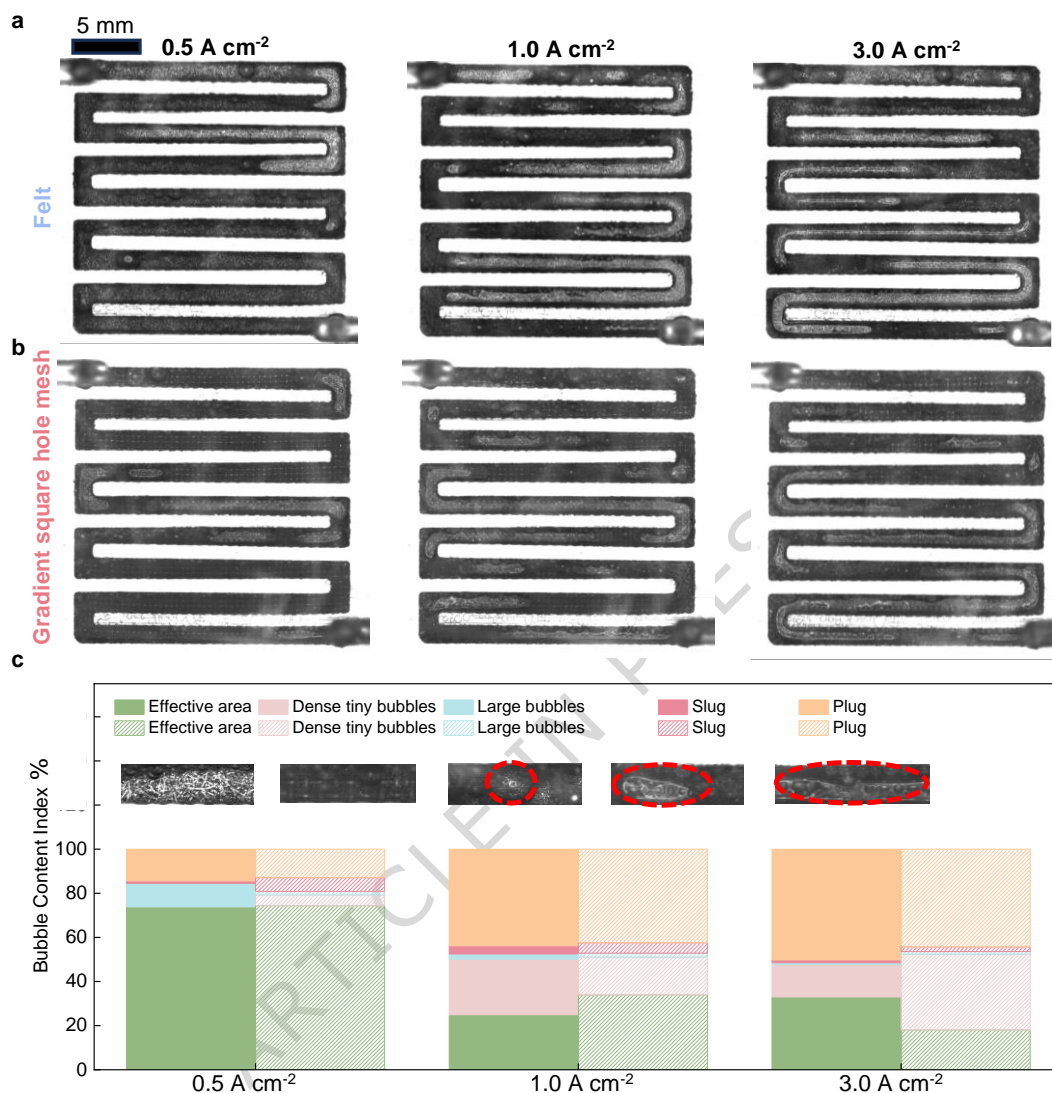 a
5 mm
0.5 A cm-2
1.0 A cm-2
3.0 A cm-2
Felt
b
Gradient square hole mesh
c
Effective area
Dense tiny bubbles
Large bubbles
Slug
Plug
Effective area
Dense tiny bubbles
Large bubbles
Slug
Plug
Bubble Content Index %
100
80
60
40
20
0
0.5 A cm-2
1.0 A cm-2
3.0 A cm-2
ARTICLE IN PRES